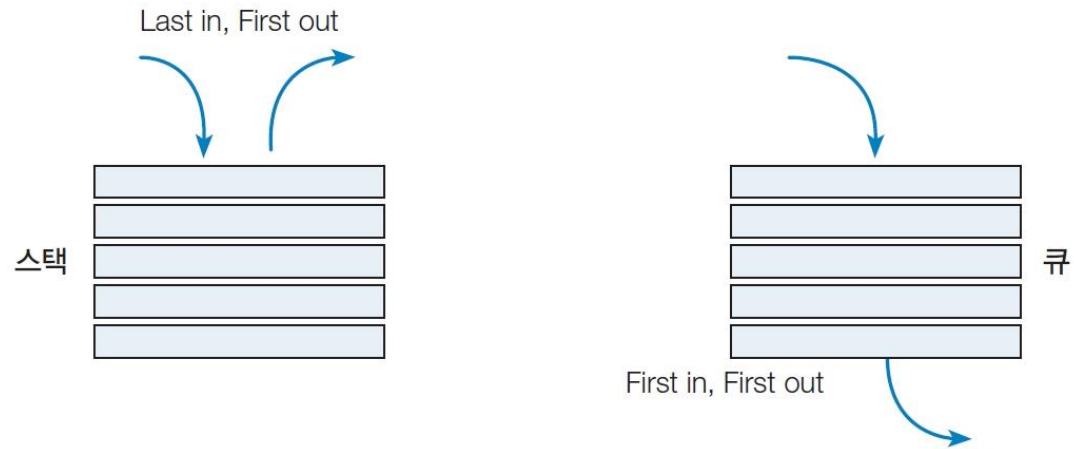 Last in, First out
스택
큐
First in, First out